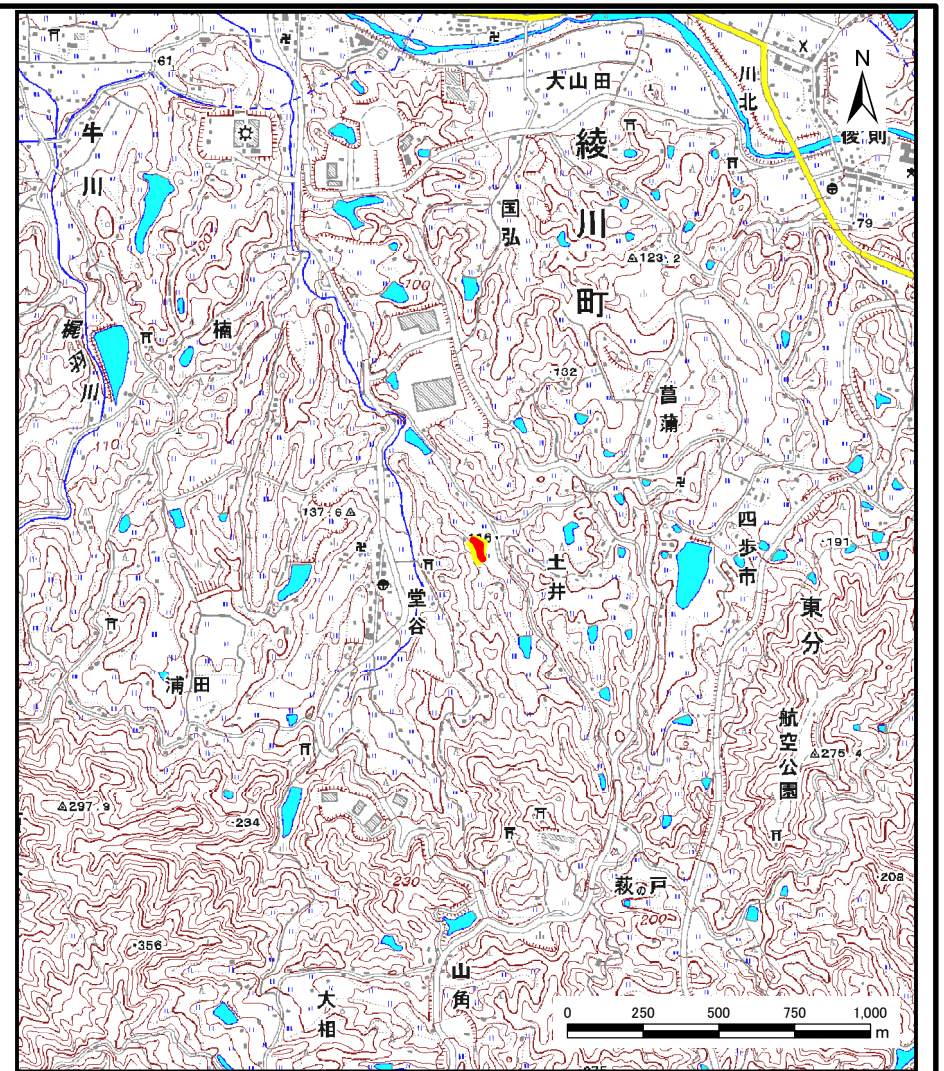 61
大山田
川北
N
牛川
綾川町
俊則
79
国弘
123.2
100
100
楠
梶羽川
132
菖蒲
110
137.6
四歩市
191
土井
堂谷
東分
浦田
航空公園
275.4
297.9
234
230
萩の戸
208
200
356
山角
大相
0 250 500 750 1,000
m